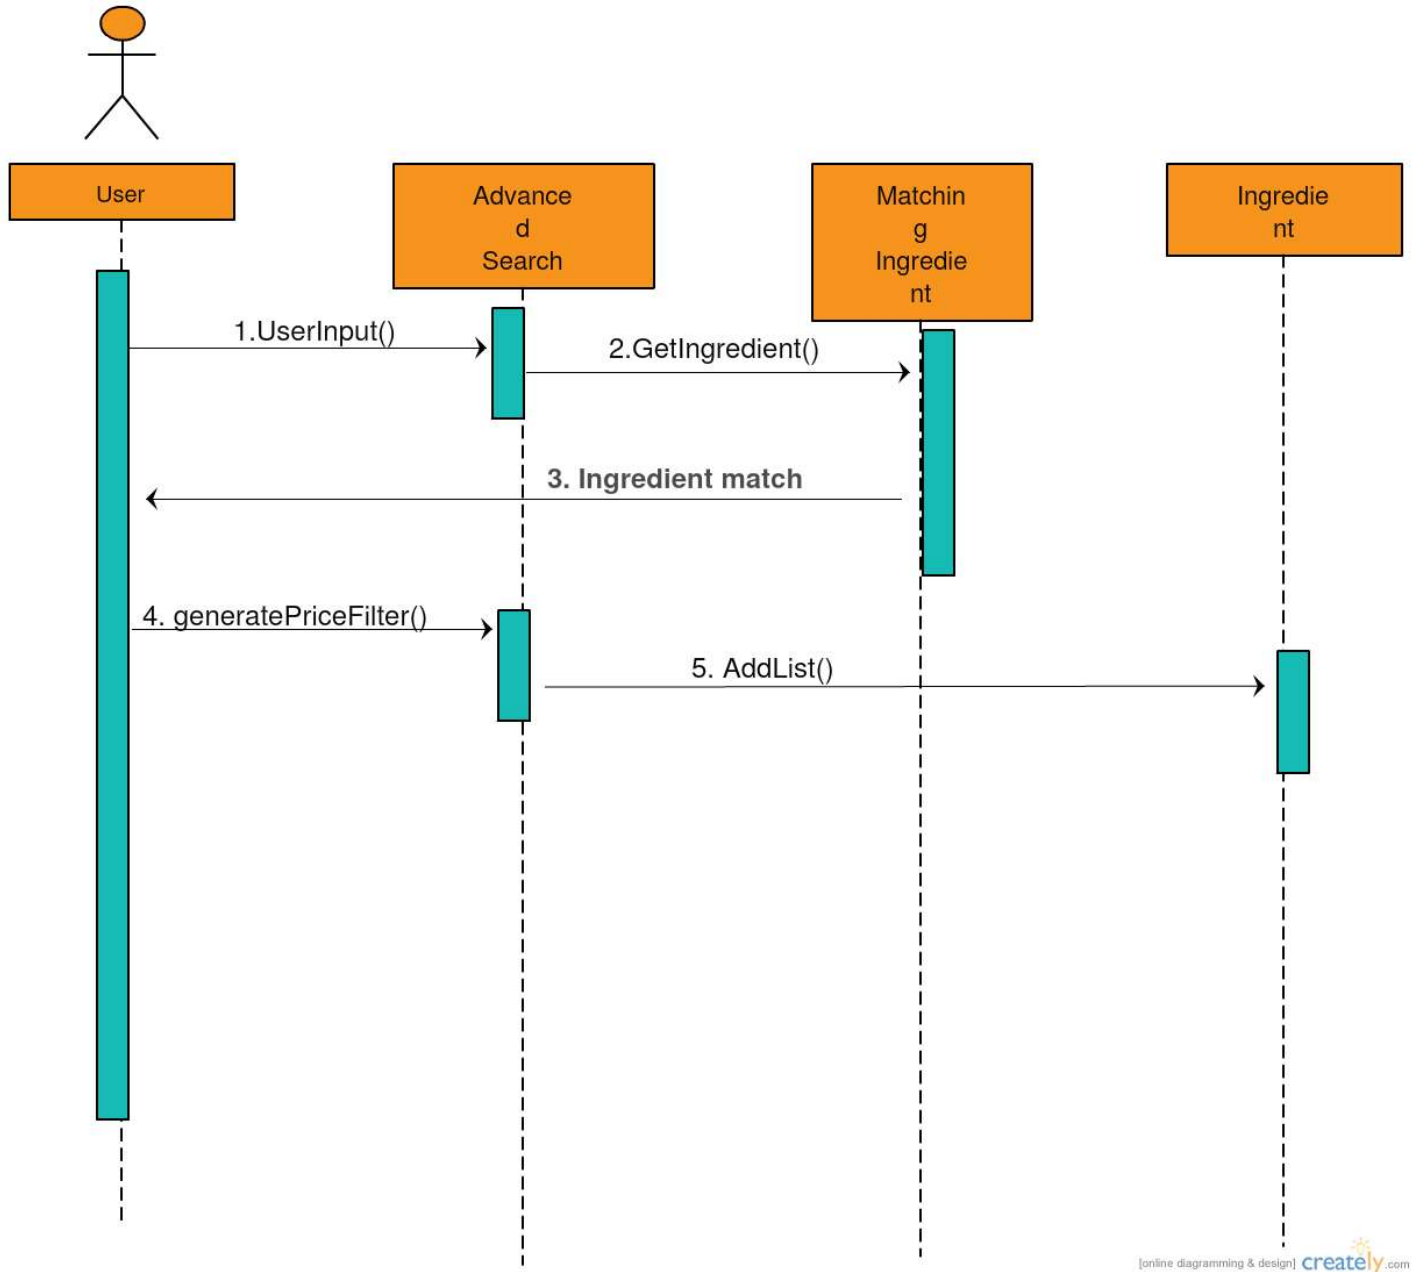 User
Advance
d
Search
Matchin
g
Ingredie
nt
Ingredie
nt
1.UserInput()
2.GetIngredient()
3. Ingredient match
4. generatePriceFilter()
5. AddList()
[online diagramming & design] creately.com